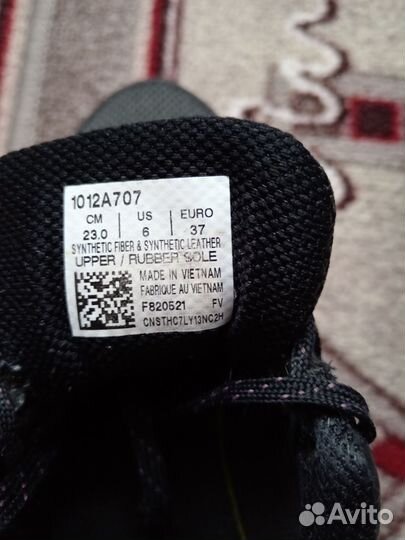 1012A707
CM US EURO
23.0 6 37
SYNTHETIC FIBER & SYNTHETIC LEATHER
UPPER / RUBBER SOLE
MADE IN VIETNAM
FABRIQUE AU VIETNAM
F820521 FV
CNSTHC7LY13NC2H
Avito